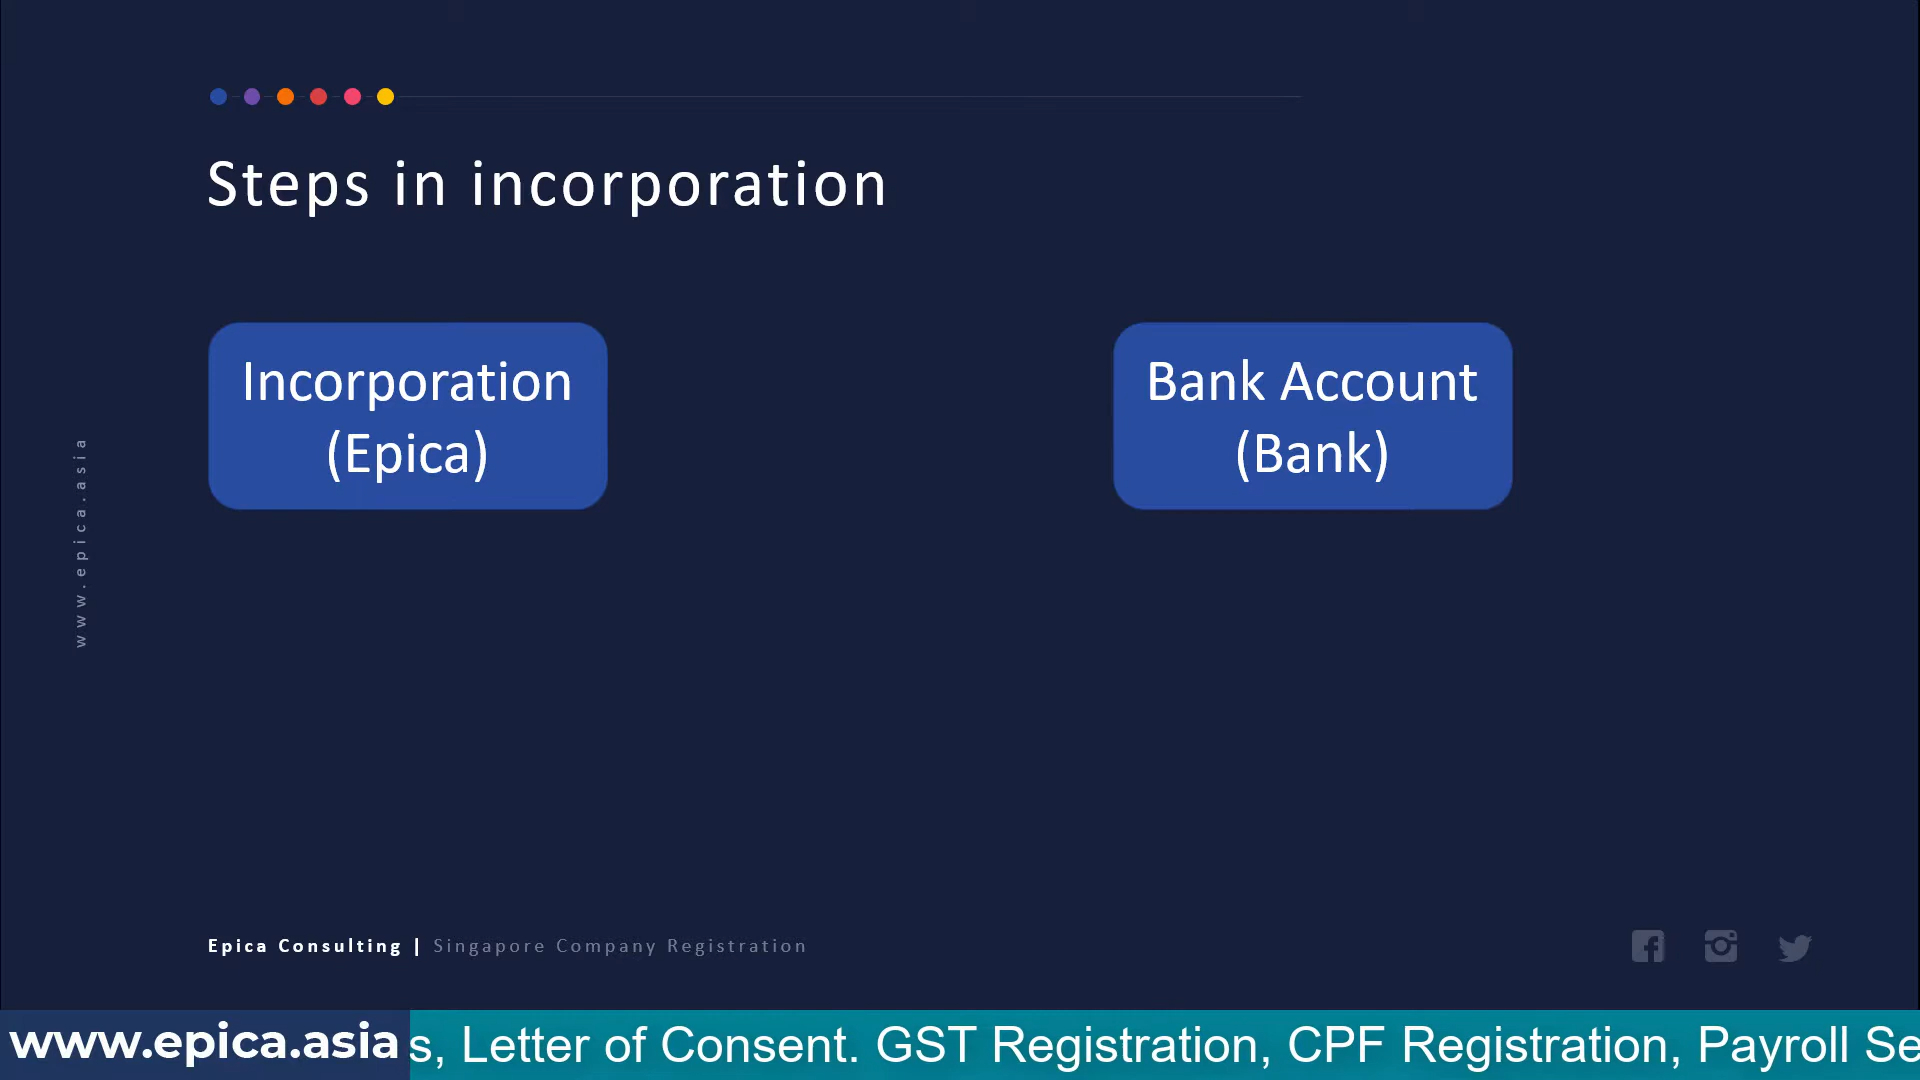 Steps in incorporation
Incorporation
(Epica)
Bank Account
(Bank)
www.epica.asia
Epica Consulting | Singapore Company Registration
www.epica.asia
s, Letter of Consent. GST Registration, CPF Registration, Payroll Se